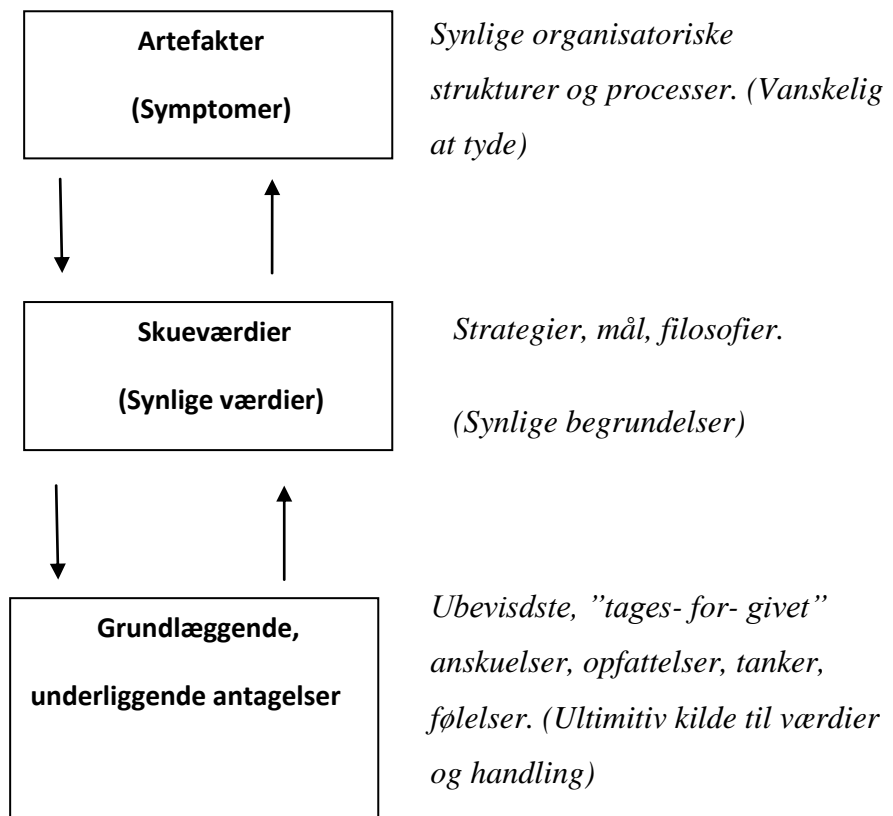 Artefakter
(Symptomer)
Synlige organisatoriske
strukturer og processer. (Vanskelig
at tyde)
Skueværdier
(Synlige værdier)
Strategier, mål, filosofier.
(Synlige begrundelser)
Grundlæggende,
underliggende antagelser
Ubevisdste, ”tages- for- givet”
anskuelser, opfattelser, tanker,
følelser. (Ultimitiv kilde til værdier
og handling)